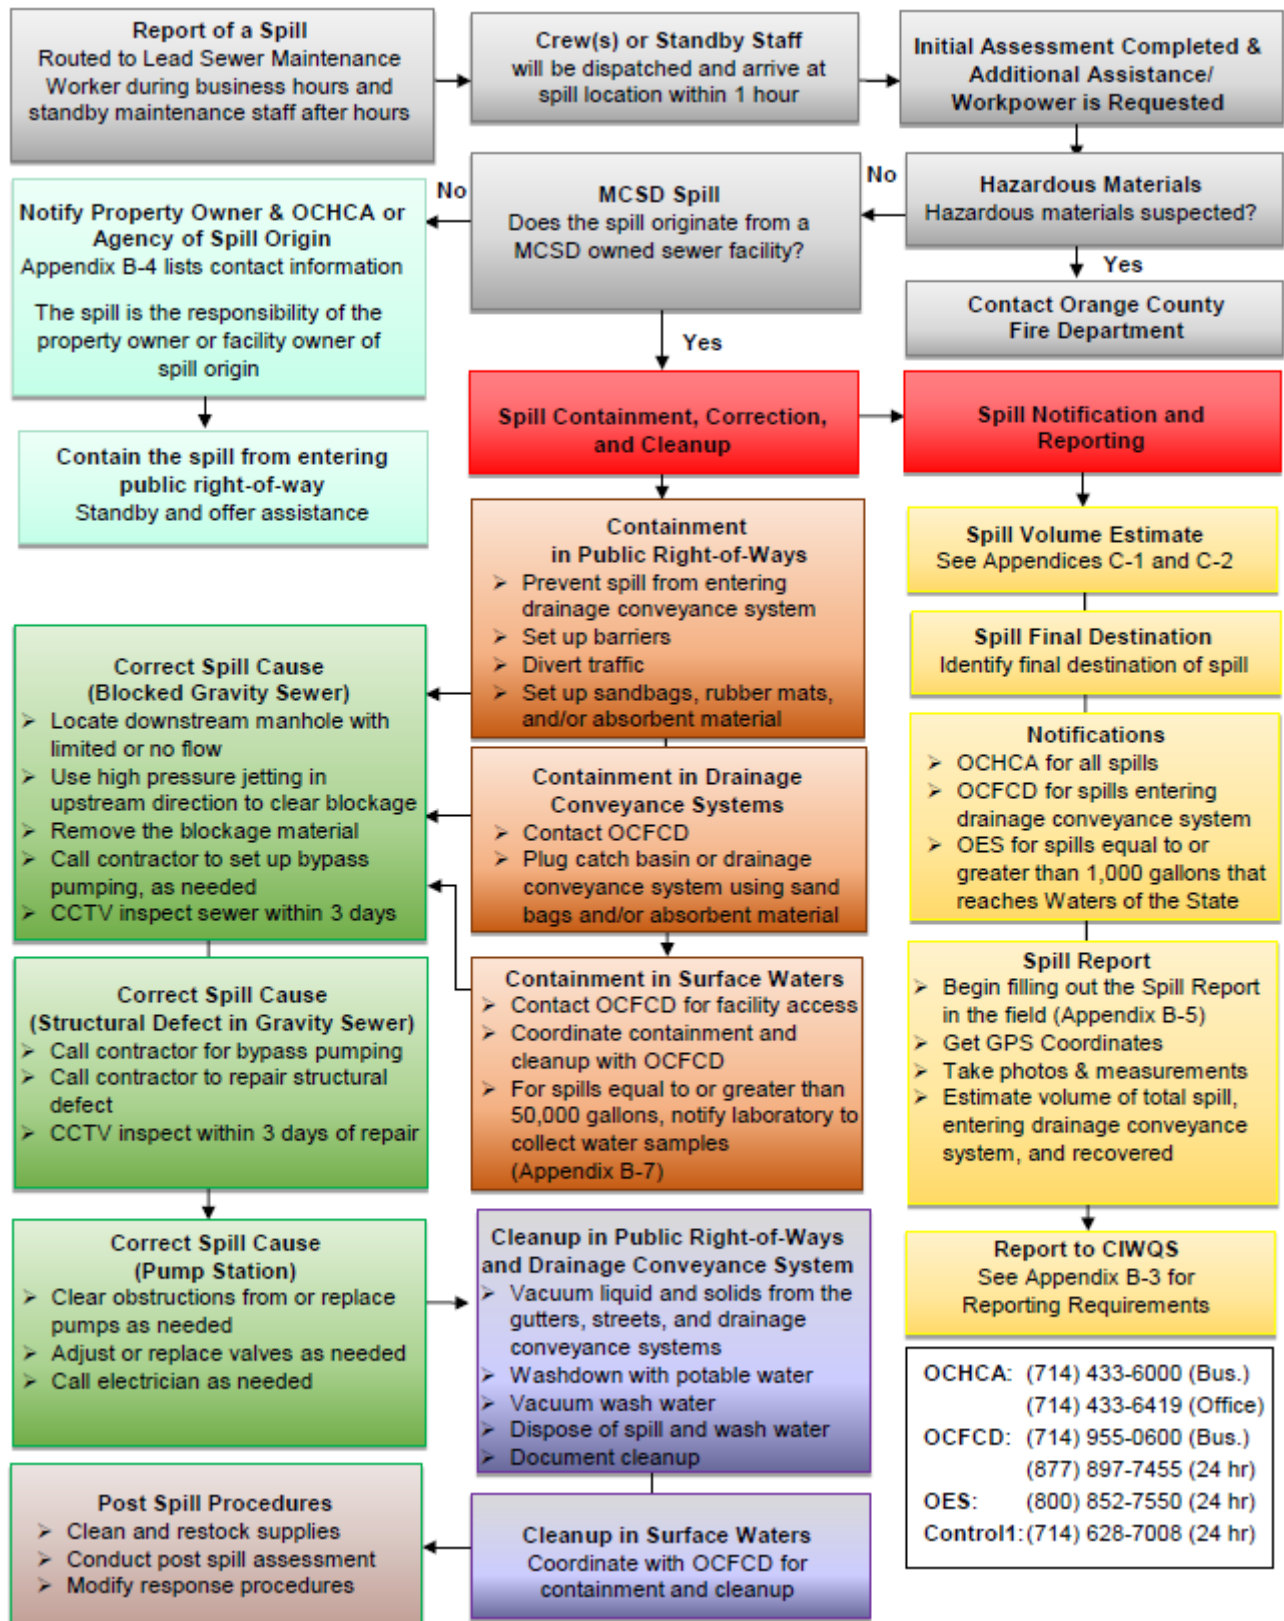 Report of a Spill
Routed to Lead Sewer Maintenance
Worker during business hours and
standby maintenance staff after hours
Crew(s) or Standby Staff
will be dispatched and arrive at
spill location within 1 hour
Initial Assessment Completed &
Additional Assistance/
Workpower is Requested
Hazardous Materials
Hazardous materials suspected?
No
Yes
Contact Orange County
Fire Department
MCSD Spill
Does the spill originate from a
MCSD owned sewer facility?
No
Yes
Notify Property Owner & OCHCA or
Agency of Spill Origin
Appendix B-4 lists contact information
The spill is the responsibility of the
property owner or facility owner of
spill origin
Contain the spill from entering
public right-of-way
Standby and offer assistance
Spill Containment, Correction,
and Cleanup
Spill Notification and
Reporting
Containment
in Public Right-of-Ways
➢ Prevent spill from entering
drainage conveyance system
➢ Set up barriers
➢ Divert traffic
➢ Set up sandbags, rubber mats,
and/or absorbent material
Containment in Drainage
Conveyance Systems
➢ Contact OCFCD
➢ Plug catch basin or drainage
conveyance system using sand
bags and/or absorbent material
Containment in Surface Waters
➢ Contact OCFCD for facility access
➢ Coordinate containment and
cleanup with OCFCD
➢ For spills equal to or greater than
50,000 gallons, notify laboratory to
collect water samples
(Appendix B-7)
Correct Spill Cause
(Blocked Gravity Sewer)
➢ Locate downstream manhole with
limited or no flow
➢ Use high pressure jetting in
upstream direction to clear blockage
➢ Remove the blockage material
➢ Call contractor to set up bypass
pumping, as needed
➢ CCTV inspect sewer within 3 days
Correct Spill Cause
(Structural Defect in Gravity Sewer)
➢ Call contractor for bypass pumping
➢ Call contractor to repair structural
defect
➢ CCTV inspect within 3 days of repair
Correct Spill Cause
(Pump Station)
➢ Clear obstructions from or replace
pumps as needed
➢ Adjust or replace valves as needed
➢ Call electrician as needed
Cleanup in Public Right-of-Ways
and Drainage Conveyance System
➢ Vacuum liquid and solids from the
gutters, streets, and drainage
conveyance systems
➢ Washdown with potable water
➢ Vacuum wash water
➢ Dispose of spill and wash water
➢ Document cleanup
Cleanup in Surface Waters
Coordinate with OCFCD for
containment and cleanup
Post Spill Procedures
➢ Clean and restock supplies
➢ Conduct post spill assessment
➢ Modify response procedures
Spill Volume Estimate
See Appendices C-1 and C-2
Spill Final Destination
Identify final destination of spill
Notifications
➢ OCHCA for all spills
➢ OCFCD for spills entering
drainage conveyance system
➢ OES for spills equal to or
greater than 1,000 gallons that
reaches Waters of the State
Spill Report
➢ Begin filling out the Spill Report
in the field (Appendix B-5)
➢ Get GPS Coordinates
➢ Take photos & measurements
➢ Estimate volume of total spill,
entering drainage conveyance
system, and recovered
Report to CIWQS
See Appendix B-3 for
Reporting Requirements
OCHCA: (714) 433-6000 (Bus.)
(714) 433-6419 (Office)
OCFCD: (714) 955-0600 (Bus.)
(877) 897-7455 (24 hr)
OES: (800) 852-7550 (24 hr)
Control1: (714) 628-7008 (24 hr)